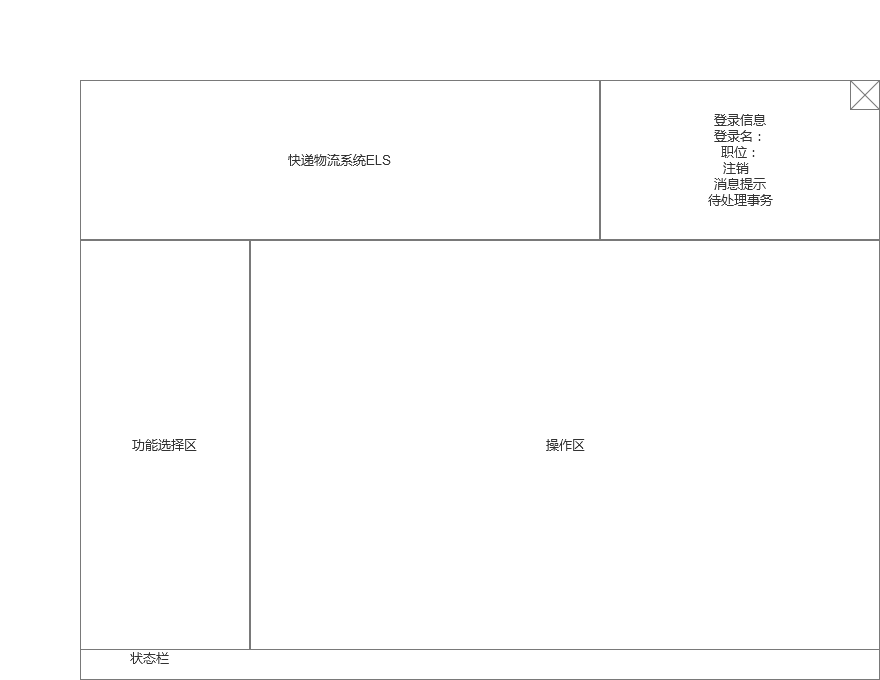 快递物流系统ELS
登录信息
登录名：
职位：
注销
消息提示
待处理事务
功能选择区
操作区
状态栏